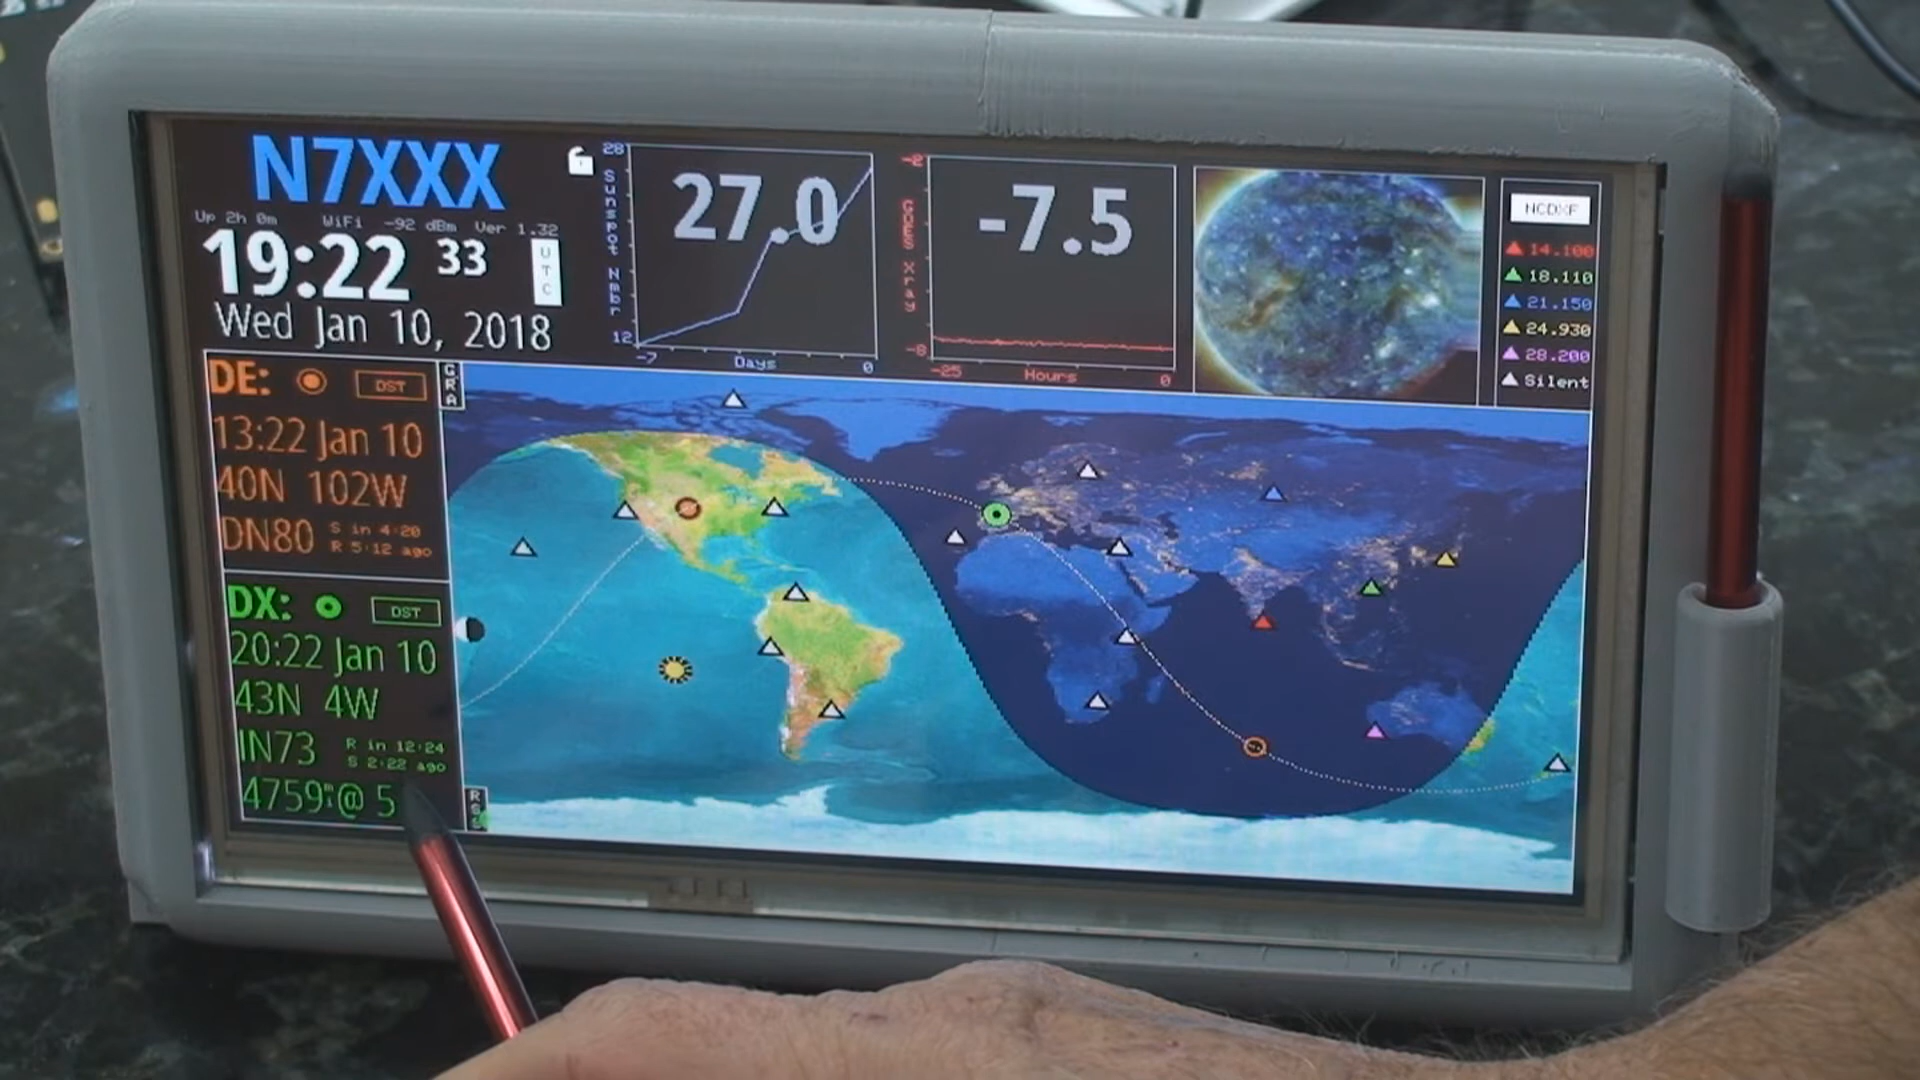 N7XXX
Up 2h 0m WiFi -92 dBm Ver 1.32
19:22 33 UTC
Wed Jan 10, 2018
28
Sunspot Nmbr
27.0
12
-7 Days 0
-2
GOES Xray
-7.5
-8
-25 Hours 0
NCDXF
14.100
18.110
21.150
24.930
28.200
Silent
DE: DST
13:22 Jan 10
40N 102W
DN80
S in 4:20
R 5:12 ago
DX: DST
20:22 Jan 10
43N 4W
IN73
R in 12:24
S 2:22 ago
4759mi@ 5
GRA
RSS